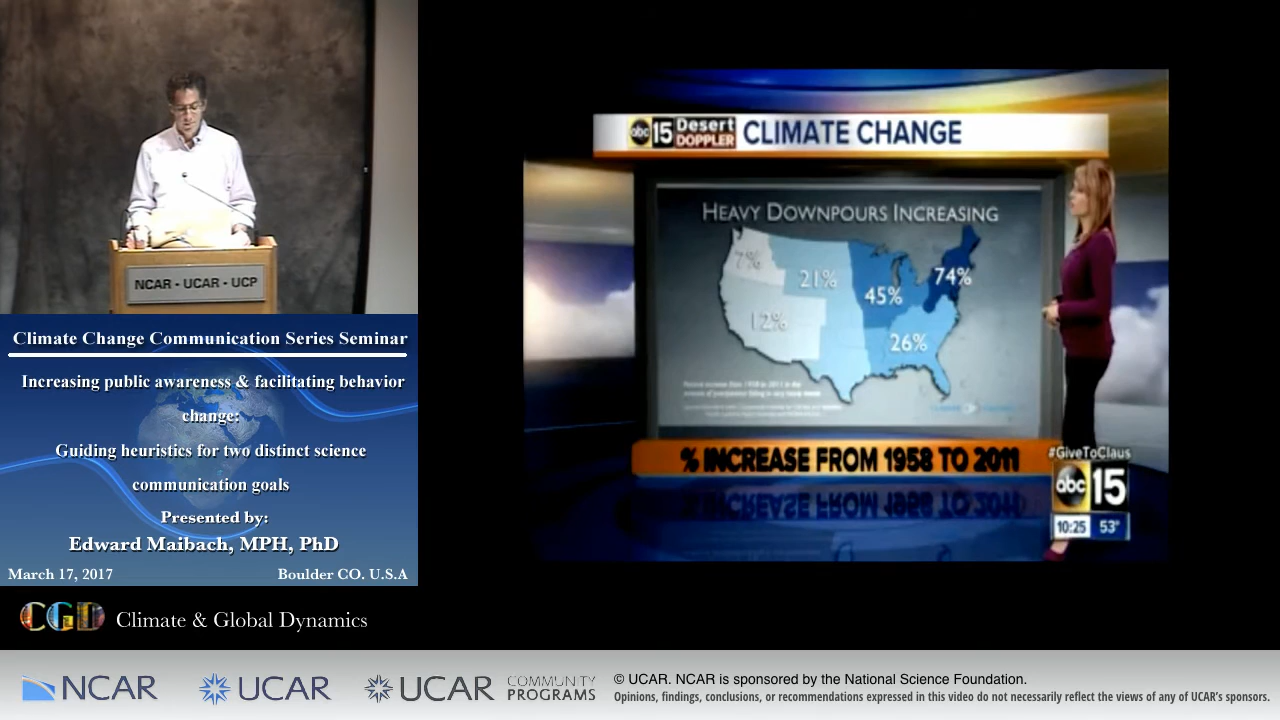 NCAR - UCAR - UCP
Climate Change Communication Series Seminar
Increasing public awareness & facilitating behavior
change:
Guiding heuristics for two distinct science
communication goals
Presented by:
Edward Maibach, MPH, PhD
March 17, 2017
Boulder CO. U.S.A
CGD Climate & Global Dynamics
abc 15 Desert
DOPPLER
CLIMATE CHANGE
HEAVY DOWNPOURS INCREASING
7%
21%
74%
45%
12%
26%
% INCREASE FROM 1958 TO 2011
#GiveToClaus
abc 15
10:25 53°
NCAR
UCAR
UCAR
COMMUNITY
PROGRAMS
© UCAR. NCAR is sponsored by the National Science Foundation.
Opinions, findings, conclusions, or recommendations expressed in this video do not necessarily reflect the views of any of UCAR's sponsors.